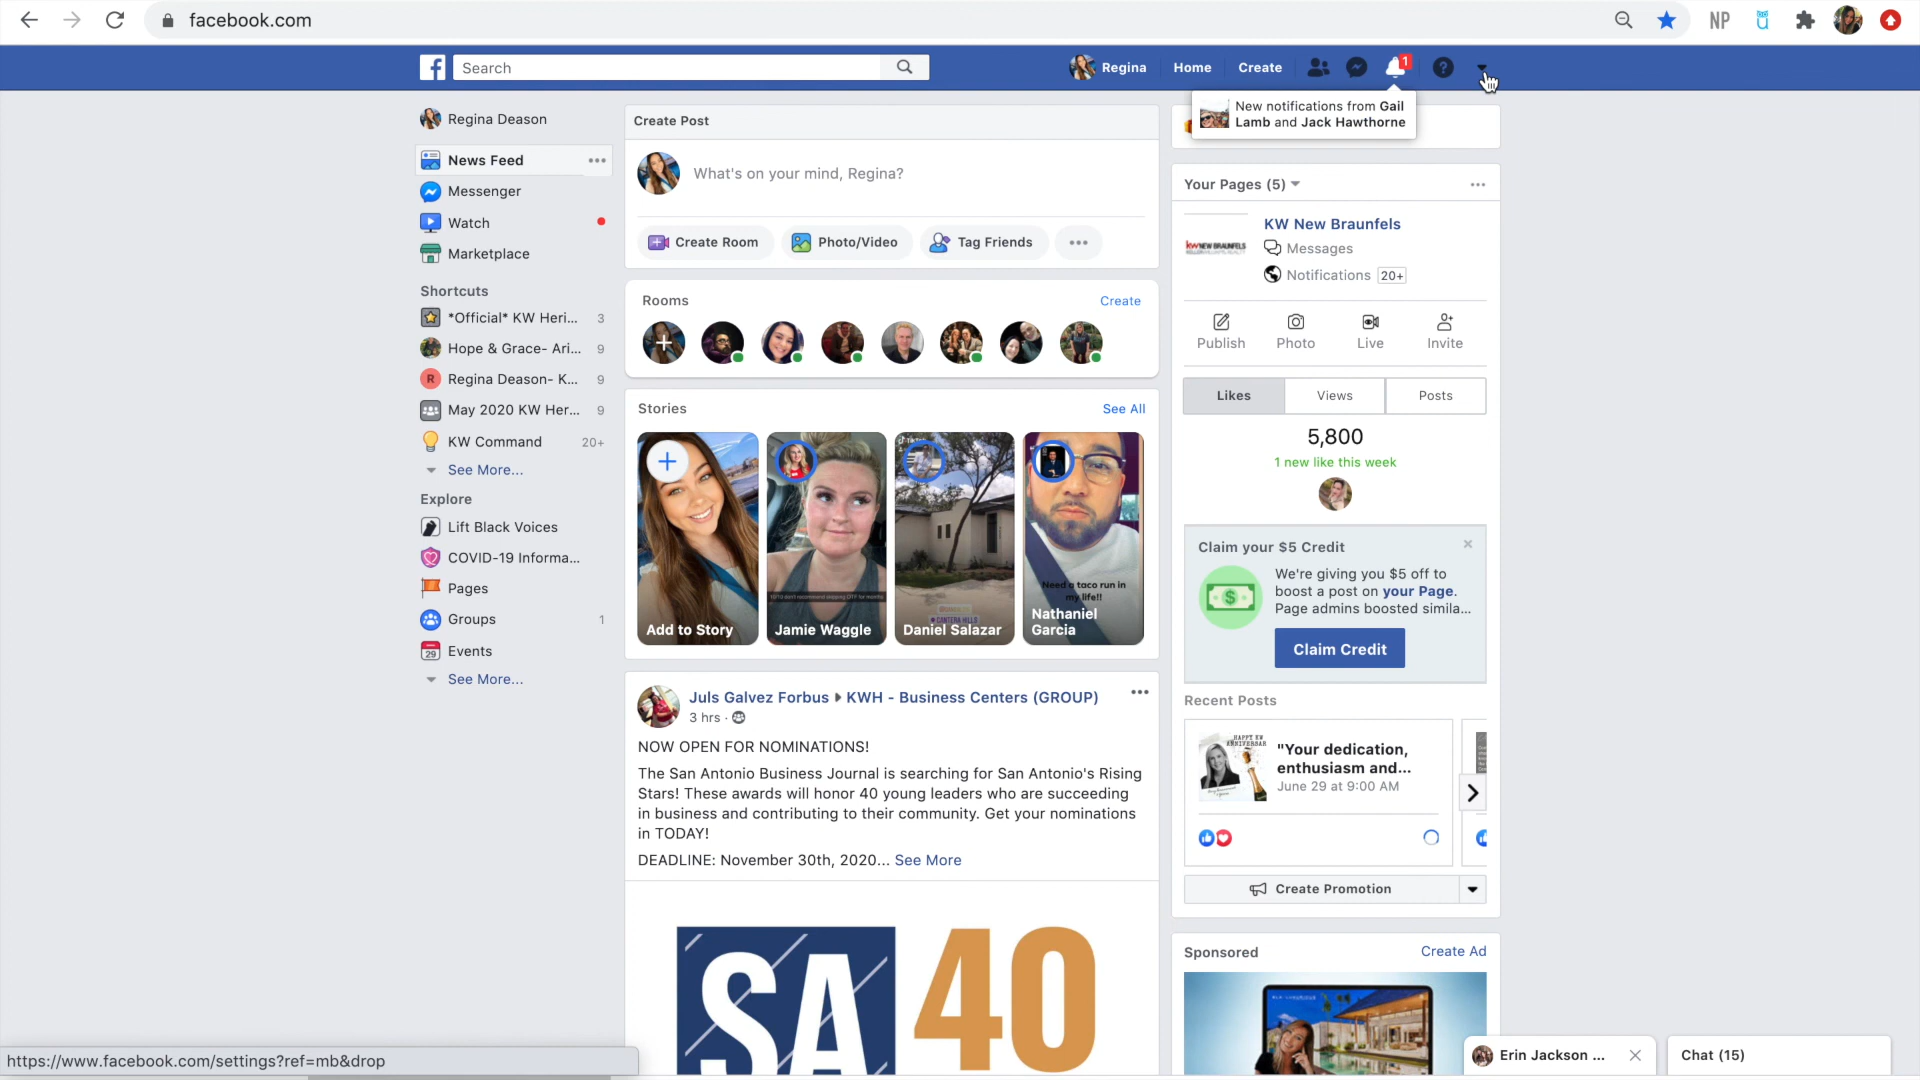 facebook.com
NP
Search
Regina
Home
Create
1
New notifications from Gail
Lamb and Jack Hawthorne
Regina Deason
News Feed
Messenger
Watch
Marketplace
Shortcuts
*Official* KW Heri... 3
Hope & Grace- Ari... 9
R Regina Deason- K... 9
May 2020 KW Her... 9
KW Command 20+
See More...
Explore
Lift Black Voices
COVID-19 Informa...
Pages
Groups 1
29 Events
See More...
Create Post
What's on your mind, Regina?
Create Room
Photo/Video
Tag Friends
Rooms
Create
Stories
See All
Add to Story
Jamie Waggle
Daniel Salazar
Need a taco run in
my life!!
Nathaniel
Garcia
Juls Galvez Forbus KWH - Business Centers (GROUP)
3 hrs ·
NOW OPEN FOR NOMINATIONS!
The San Antonio Business Journal is searching for San Antonio's Rising
Stars! These awards will honor 40 young leaders who are succeeding
in business and contributing to their community. Get your nominations
in TODAY!
DEADLINE: November 30th, 2020... See More
SA 40
Your Pages (5)
KW New Braunfels
kw NEW BRAUNFELS
Messages
Notifications 20+
Publish
Photo
Live
Invite
Likes
Views
Posts
5,800
1 new like this week
Claim your $5 Credit
We're giving you $5 off to
boost a post on your Page.
Page admins boosted simila...
Claim Credit
Recent Posts
"Your dedication,
enthusiasm and...
June 29 at 9:00 AM
Create Promotion
Sponsored
Create Ad
Erin Jackson ...
Chat (15)
https://www.facebook.com/settings?ref=mb&drop